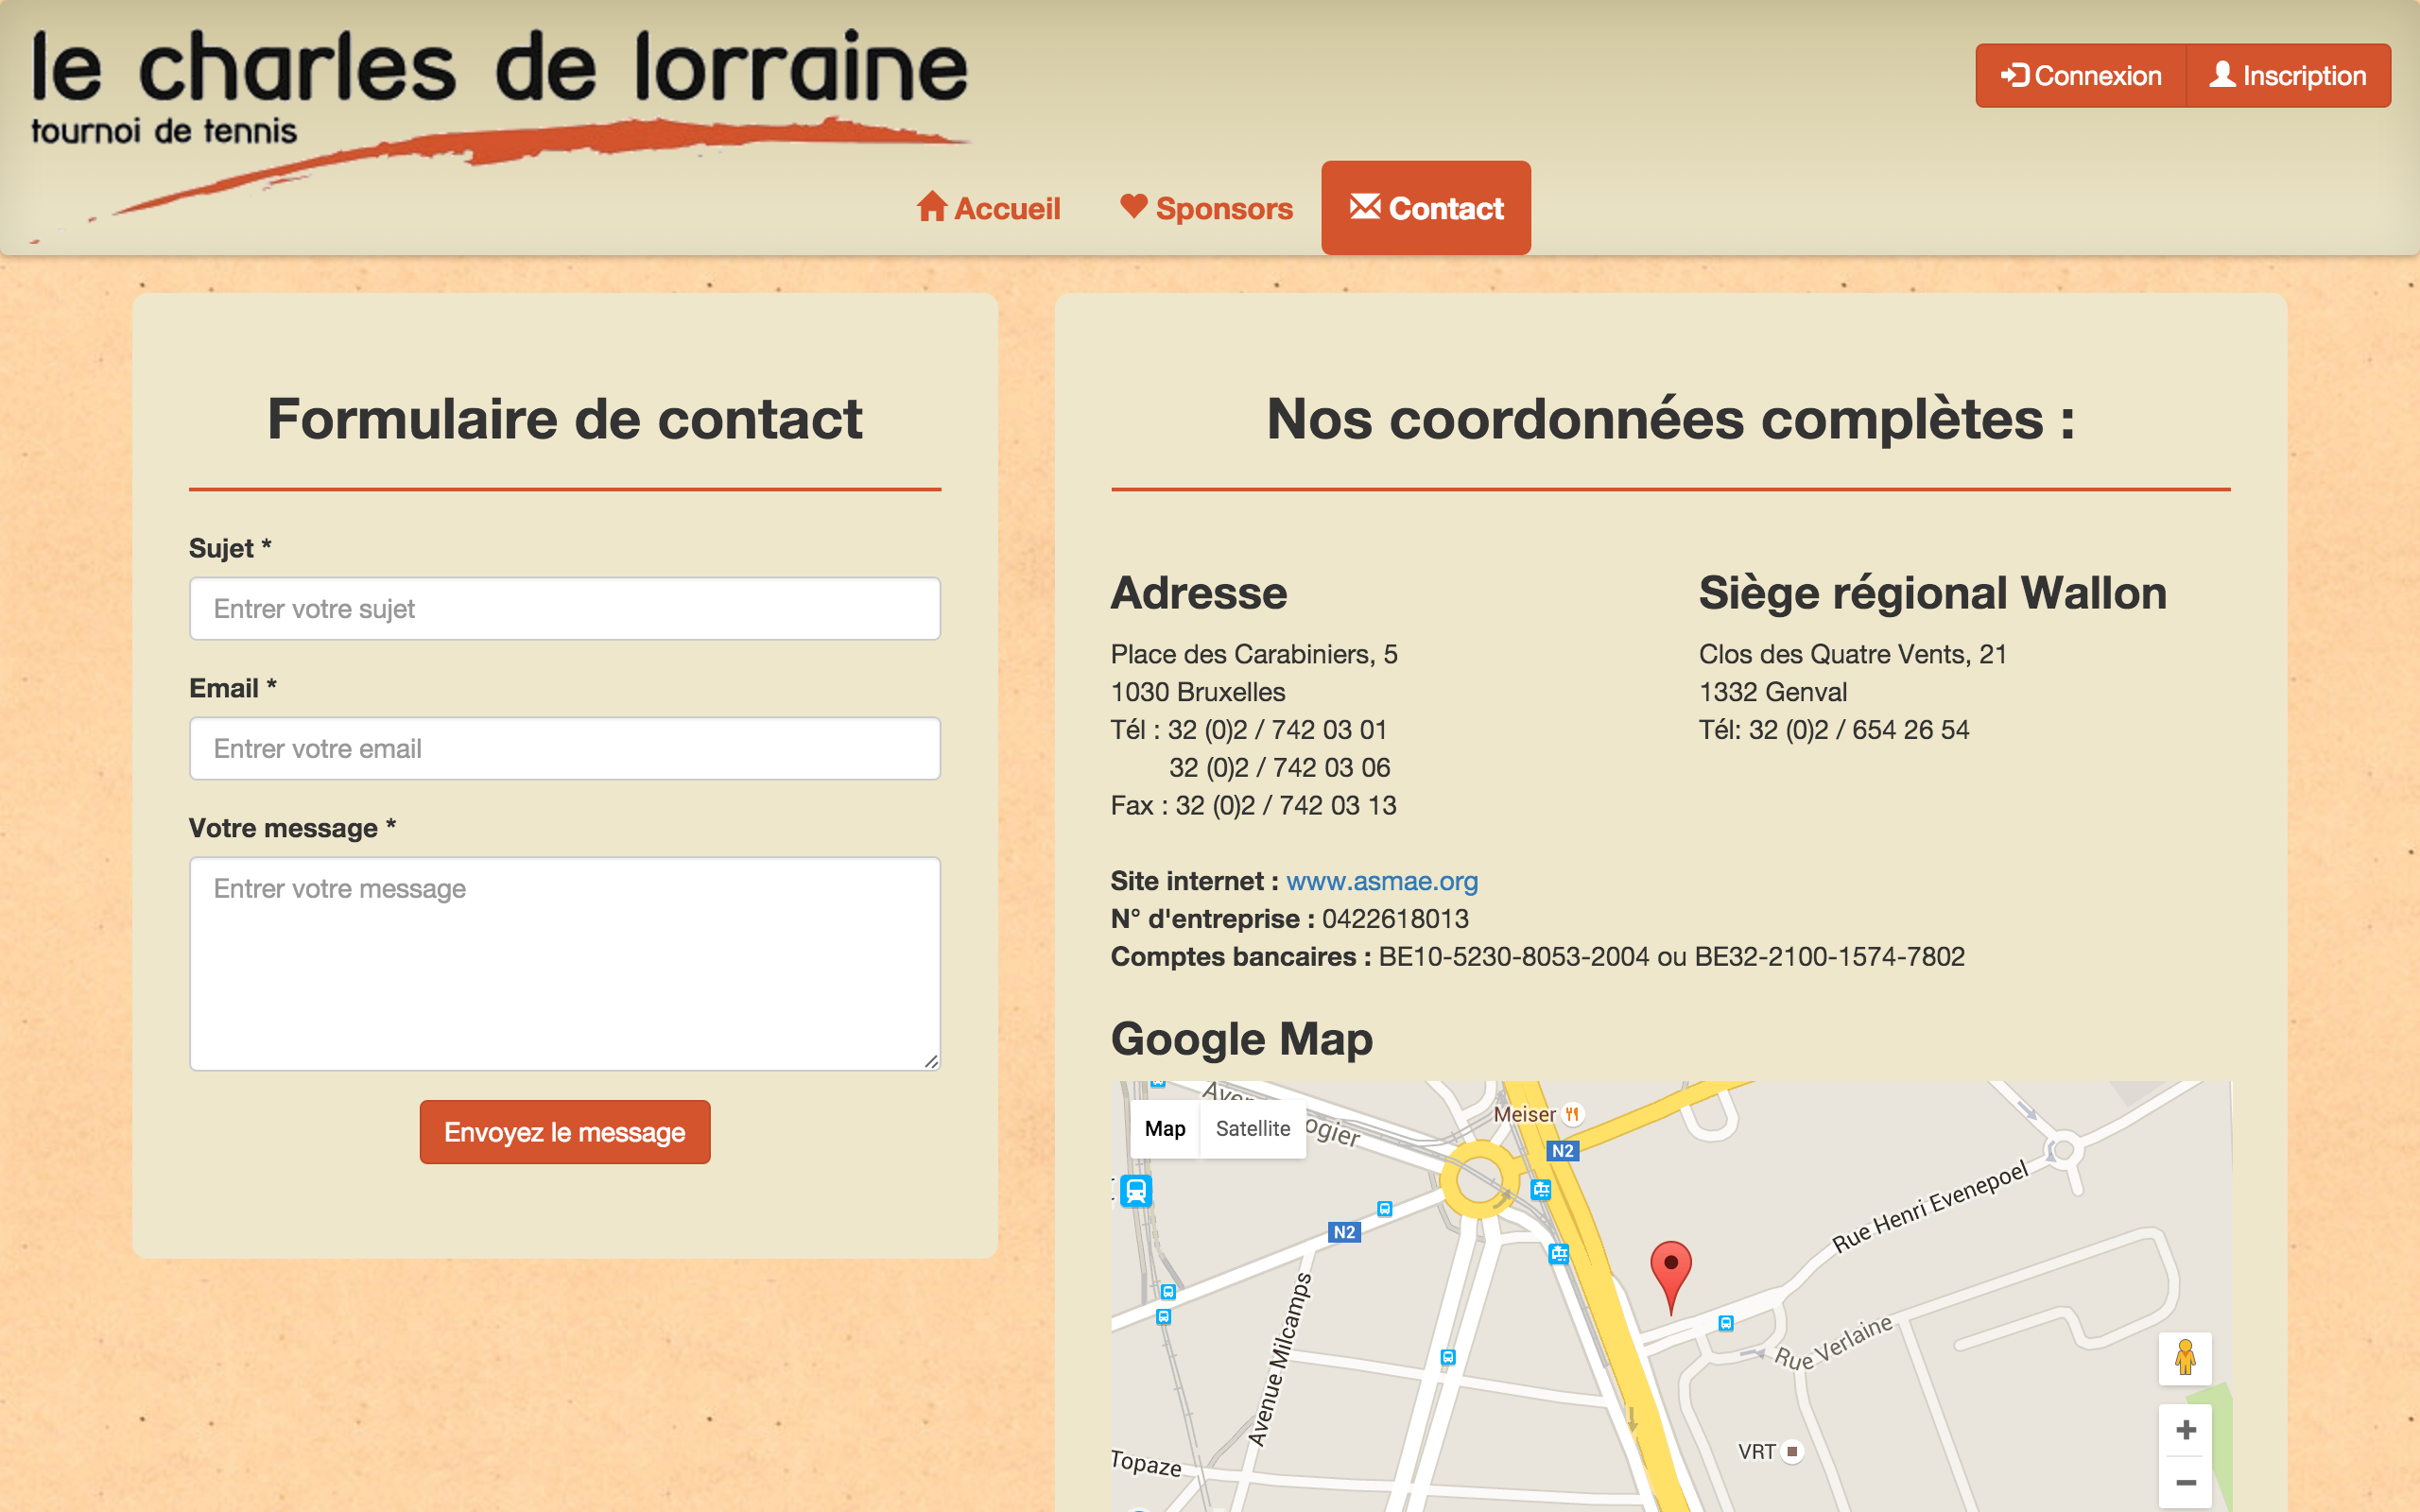 le charles de lorraine
tournoi de tennis
Connexion Inscription
Accueil Sponsors Contact
Formulaire de contact
Sujet *
Entrer votre sujet
Email *
Entrer votre email
Votre message *
Entrer votre message
Envoyez le message
Nos coordonnées complètes :
Adresse
Place des Carabiniers, 5
1030 Bruxelles
Tél : 32 (0)2 / 742 03 01
32 (0)2 / 742 03 06
Fax : 32 (0)2 / 742 03 13
Siège régional Wallon
Clos des Quatre Vents, 21
1332 Genval
Tél: 32 (0)2 / 654 26 54
Site internet : www.asmae.org
N° d'entreprise : 0422618013
Comptes bancaires : BE10-5230-8053-2004 ou BE32-2100-1574-7802
Google Map
Map Satellite
Meiser
N2
N2
Rue Henri Evenepoel
Avenue Milcamps
Rue Verlaine
VRT
Topaze